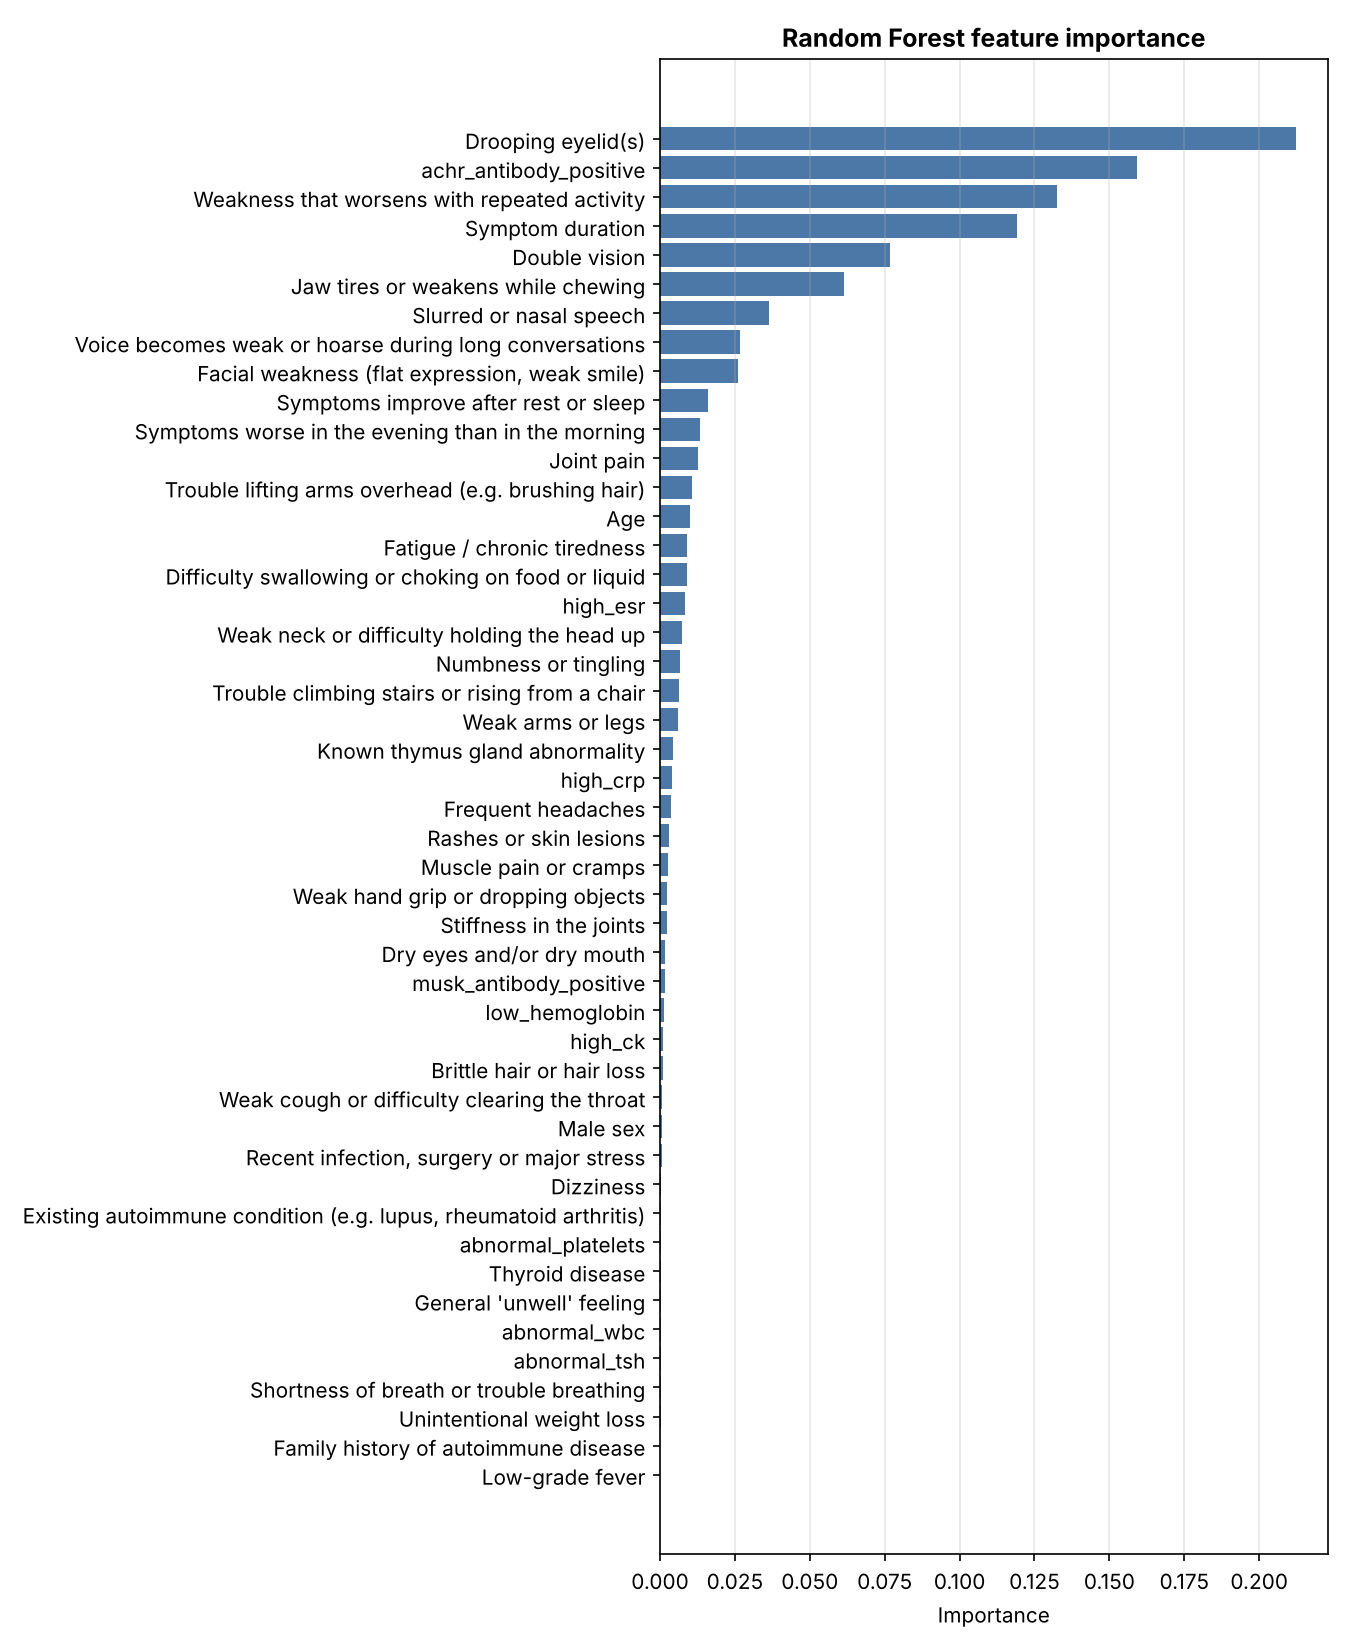 Random Forest feature importance
Drooping eyelid(s)
achr_antibody_positive
Weakness that worsens with repeated activity
Symptom duration
Double vision
Jaw tires or weakens while chewing
Slurred or nasal speech
Voice becomes weak or hoarse during long conversations
Facial weakness (flat expression, weak smile)
Symptoms improve after rest or sleep
Symptoms worse in the evening than in the morning
Joint pain
Trouble lifting arms overhead (e.g. brushing hair)
Age
Fatigue / chronic tiredness
Difficulty swallowing or choking on food or liquid
high_esr
Weak neck or difficulty holding the head up
Numbness or tingling
Trouble climbing stairs or rising from a chair
Weak arms or legs
Known thymus gland abnormality
high_crp
Frequent headaches
Rashes or skin lesions
Muscle pain or cramps
Weak hand grip or dropping objects
Stiffness in the joints
Dry eyes and/or dry mouth
musk_antibody_positive
low_hemoglobin
high_ck
Brittle hair or hair loss
Weak cough or difficulty clearing the throat
Male sex
Recent infection, surgery or major stress
Dizziness
Existing autoimmune condition (e.g. lupus, rheumatoid arthritis)
abnormal_platelets
Thyroid disease
General 'unwell' feeling
abnormal_wbc
abnormal_tsh
Shortness of breath or trouble breathing
Unintentional weight loss
Family history of autoimmune disease
Low-grade fever
0.000 0.025 0.050 0.075 0.100 0.125 0.150 0.175 0.200
Importance